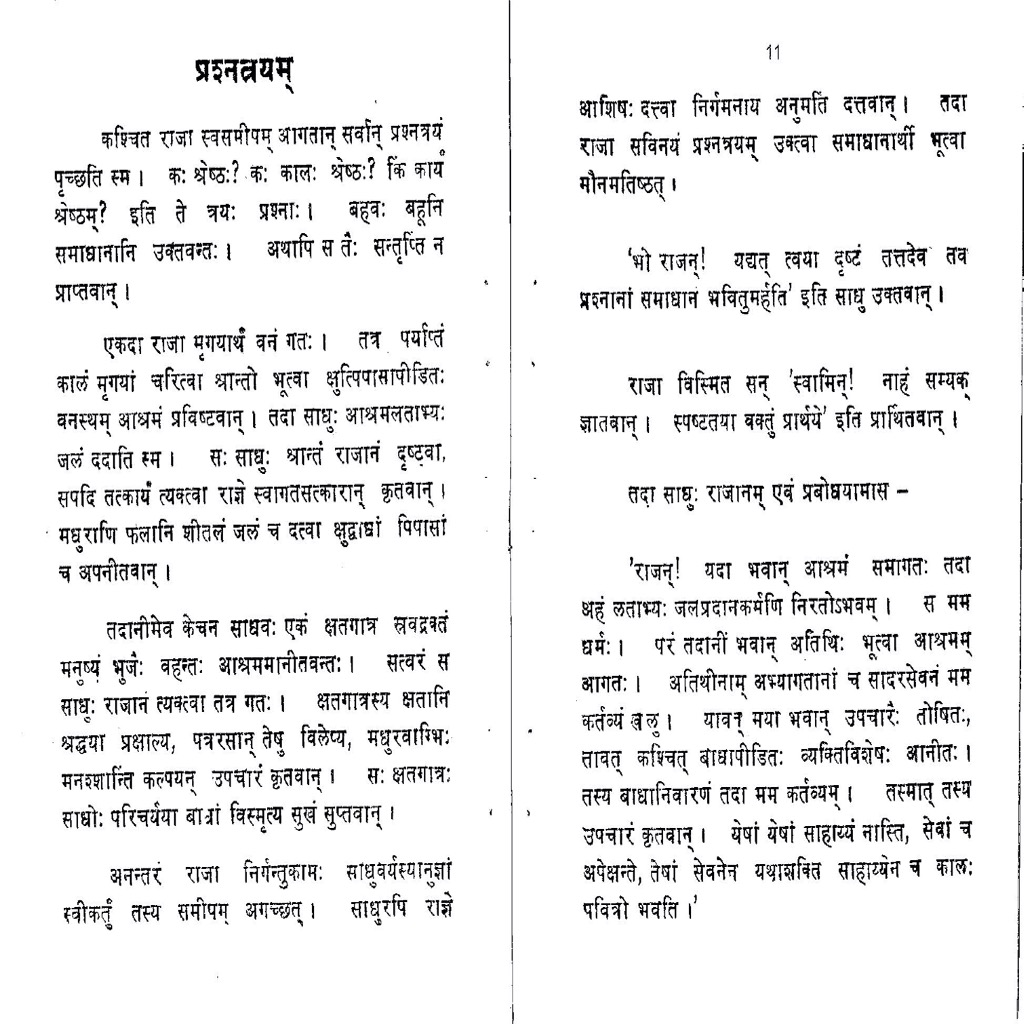 प्रश्नत्रयम्
कश्चित राजा स्वसमीपम् आगतान् सर्वान् प्रश्नत्रयं
पृच्छति स्म। कः श्रेष्ठः? कः कालः श्रेष्ठः? किं कार्यं
श्रेष्ठम्? इति ते त्रयः प्रश्नाः। बहवः बहूनि
समाधानानि उक्तवन्तः। अथापि स तैः सन्तृप्तिं न
प्राप्तवान्।
एकदा राजा मृगयार्थं वनं गतः। तत्र पर्याप्तं
कालं मृगयां चरित्वा श्रान्तो भूत्वा क्षुत्पिपासापीडितः
वनस्थम् आश्रमं प्रविष्टवान्। तदा साधुः आश्रमलताभ्यः
जलं ददाति स्म। सः साधुः श्रान्तं राजानं दृष्टवा,
सपदि तत्कार्यं त्यक्त्वा राज्ञे स्वागतसत्कारान् कृतवान्।
मधुराणि फलानि शीतलं जलं च दत्वा क्षुद्बाधां पिपासां
च अपनीतवान्।
तदानीमेव केचन साधवः एकं क्षतगात्र स्रवद्रक्तं
मनुष्यं भुजैः वहन्तः आश्रममानीतवन्तः। सत्वरं स
साधुः राजानं त्यक्त्वा तत्र गतः। क्षतगात्रस्य क्षतानि
श्रद्धया प्रक्षाल्य, पत्ररसान् तेषु विलेप्य, मधुरवाग्भिः
मनश्शान्तिं कल्पयन् उपचारं कृतवान्। सः क्षतगात्रः
साधोः परिचर्यया बाधां विस्मृत्य सुखं सुप्तवान्।
अनन्तरं राजा निर्गन्तुकामः साधुवर्यस्यानुज्ञां
स्वीकर्तुं तस्य समीपम् अगच्छत्। साधुरपि राज्ञे
11
आशिषः दत्त्वा निर्गमनाय अनुमतिं दत्तवान्। तदा
राजा सविनयं प्रश्नत्रयम् उक्त्वा समाधानार्थी भूत्वा
मौनमतिष्ठत्।
'भो राजन्! यद्यत् त्वया दृष्टं तत्तदेव तव
प्रश्नानां समाधानं भवितुमर्हति' इति साधु उक्तवान्।
राजा विस्मित सन् 'स्वामिन्! नाहं सम्यक्
ज्ञातवान्। स्पष्टतया वक्तुं प्रार्थये' इति प्रार्थितवान्।
तदा साधुः राजानम् एवं प्रबोधयामास –
'राजन्! यदा भवान् आश्रमं समागतः तदा
अहं लताभ्यः जलप्रदानकर्मणि निरतोऽभवम्। स मम
धर्मः। परं तदानीं भवान् अतिथिः भूत्वा आश्रमम्
आगतः। अतिथीनाम् अभ्यागतानां च सादरसेवनं मम
कर्तव्यं खलु। यावत् मया भवान् उपचारैः तोषितः,
तावत् कश्चित् बाधापीडितः व्यक्तिविशेषः आनीतः।
तस्य बाधानिवारणं तदा मम कर्तव्यम्। तस्मात् तस्य
उपचारं कृतवान्। येषां येषां साहाय्यं नास्ति, सेवां च
अपेक्षन्ते, तेषां सेवनेन यथाशक्ति साहाय्येन च कालः
पवित्रो भवति।'